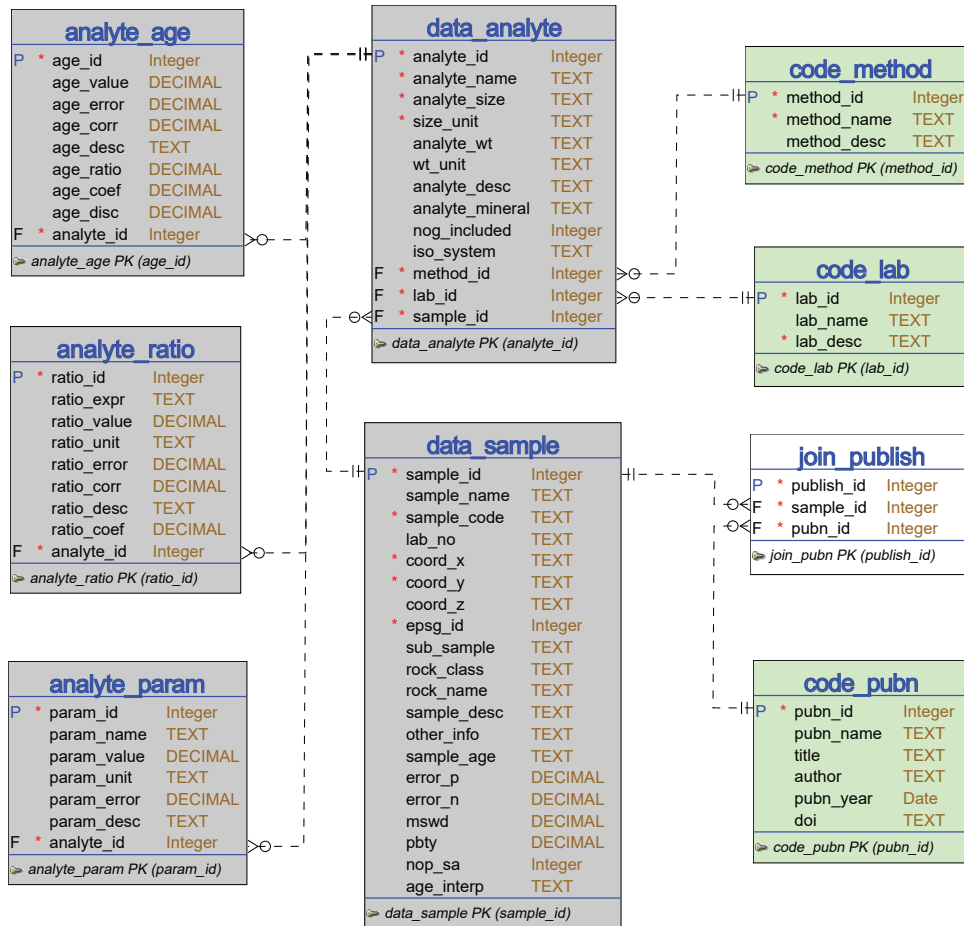 analyte_age
P * age_id Integer
age_value DECIMAL
age_error DECIMAL
age_corr DECIMAL
age_desc TEXT
age_ratio DECIMAL
age_coef DECIMAL
age_disc DECIMAL
F * analyte_id Integer
analyte_age PK (age_id)
analyte_ratio
P * ratio_id Integer
ratio_expr TEXT
ratio_value DECIMAL
ratio_unit TEXT
ratio_error DECIMAL
ratio_corr DECIMAL
ratio_desc TEXT
ratio_coef DECIMAL
F * analyte_id Integer
analyte_ratio PK (ratio_id)
analyte_param
P * param_id Integer
param_name TEXT
param_value DECIMAL
param_unit TEXT
param_error DECIMAL
param_desc TEXT
F * analyte_id Integer
analyte_param PK (param_id)
data_analyte
P * analyte_id Integer
* analyte_name TEXT
* analyte_size TEXT
* size_unit TEXT
analyte_wt TEXT
wt_unit TEXT
analyte_desc TEXT
analyte_mineral TEXT
nog_included Integer
iso_system TEXT
F * method_id Integer
F * lab_id Integer
F * sample_id Integer
data_analyte PK (analyte_id)
data_sample
P * sample_id Integer
sample_name TEXT
* sample_code TEXT
lab_no TEXT
* coord_x TEXT
* coord_y TEXT
coord_z TEXT
* epsg_id Integer
sub_sample TEXT
rock_class TEXT
rock_name TEXT
sample_desc TEXT
other_info TEXT
sample_age TEXT
error_p DECIMAL
error_n DECIMAL
mswd DECIMAL
pbty DECIMAL
nop_sa Integer
age_interp TEXT
data_sample PK (sample_id)
code_method
P * method_id Integer
* method_name TEXT
method_desc TEXT
code_method PK (method_id)
code_lab
P * lab_id Integer
lab_name TEXT
* lab_desc TEXT
code_lab PK (lab_id)
join_publish
P * publish_id Integer
F * sample_id Integer
F * pubn_id Integer
join_pubn PK (publish_id)
code_pubn
P * pubn_id Integer
pubn_name TEXT
title TEXT
author TEXT
pubn_year Date
doi TEXT
code_pubn PK (pubn_id)